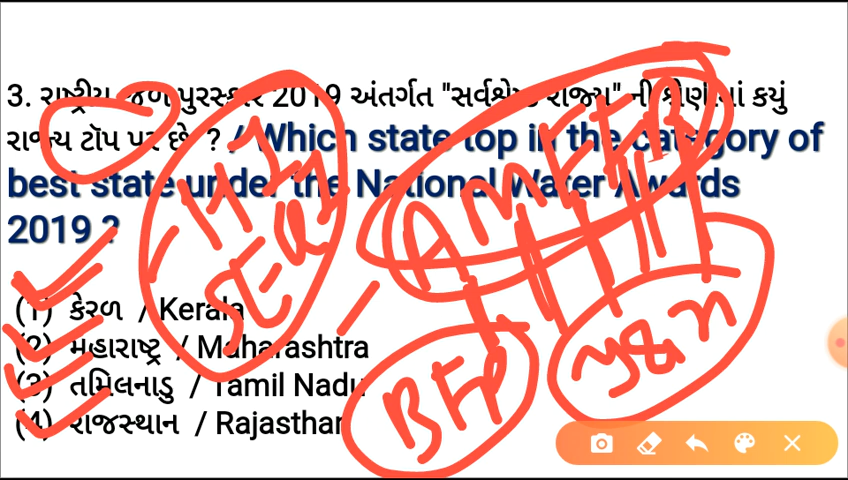 3. રાષ્ટ્રીય જળ પુરસ્કાર 2019 અંતર્ગત "સર્વશ્રેષ્ઠ રાજ્ય" ની શ્રેણીમાં કયું
રાજ્ય ટૉપ પર છે ? / Which state top in the category of
best state under the National Water Awards
2019 ?
(1) કેરળ / Kerala
(2) મહારાષ્ટ્ર / Maharashtra
(3) તમિલનાડુ / Tamil Nadu
(4) રાજસ્થાન / Rajasthan